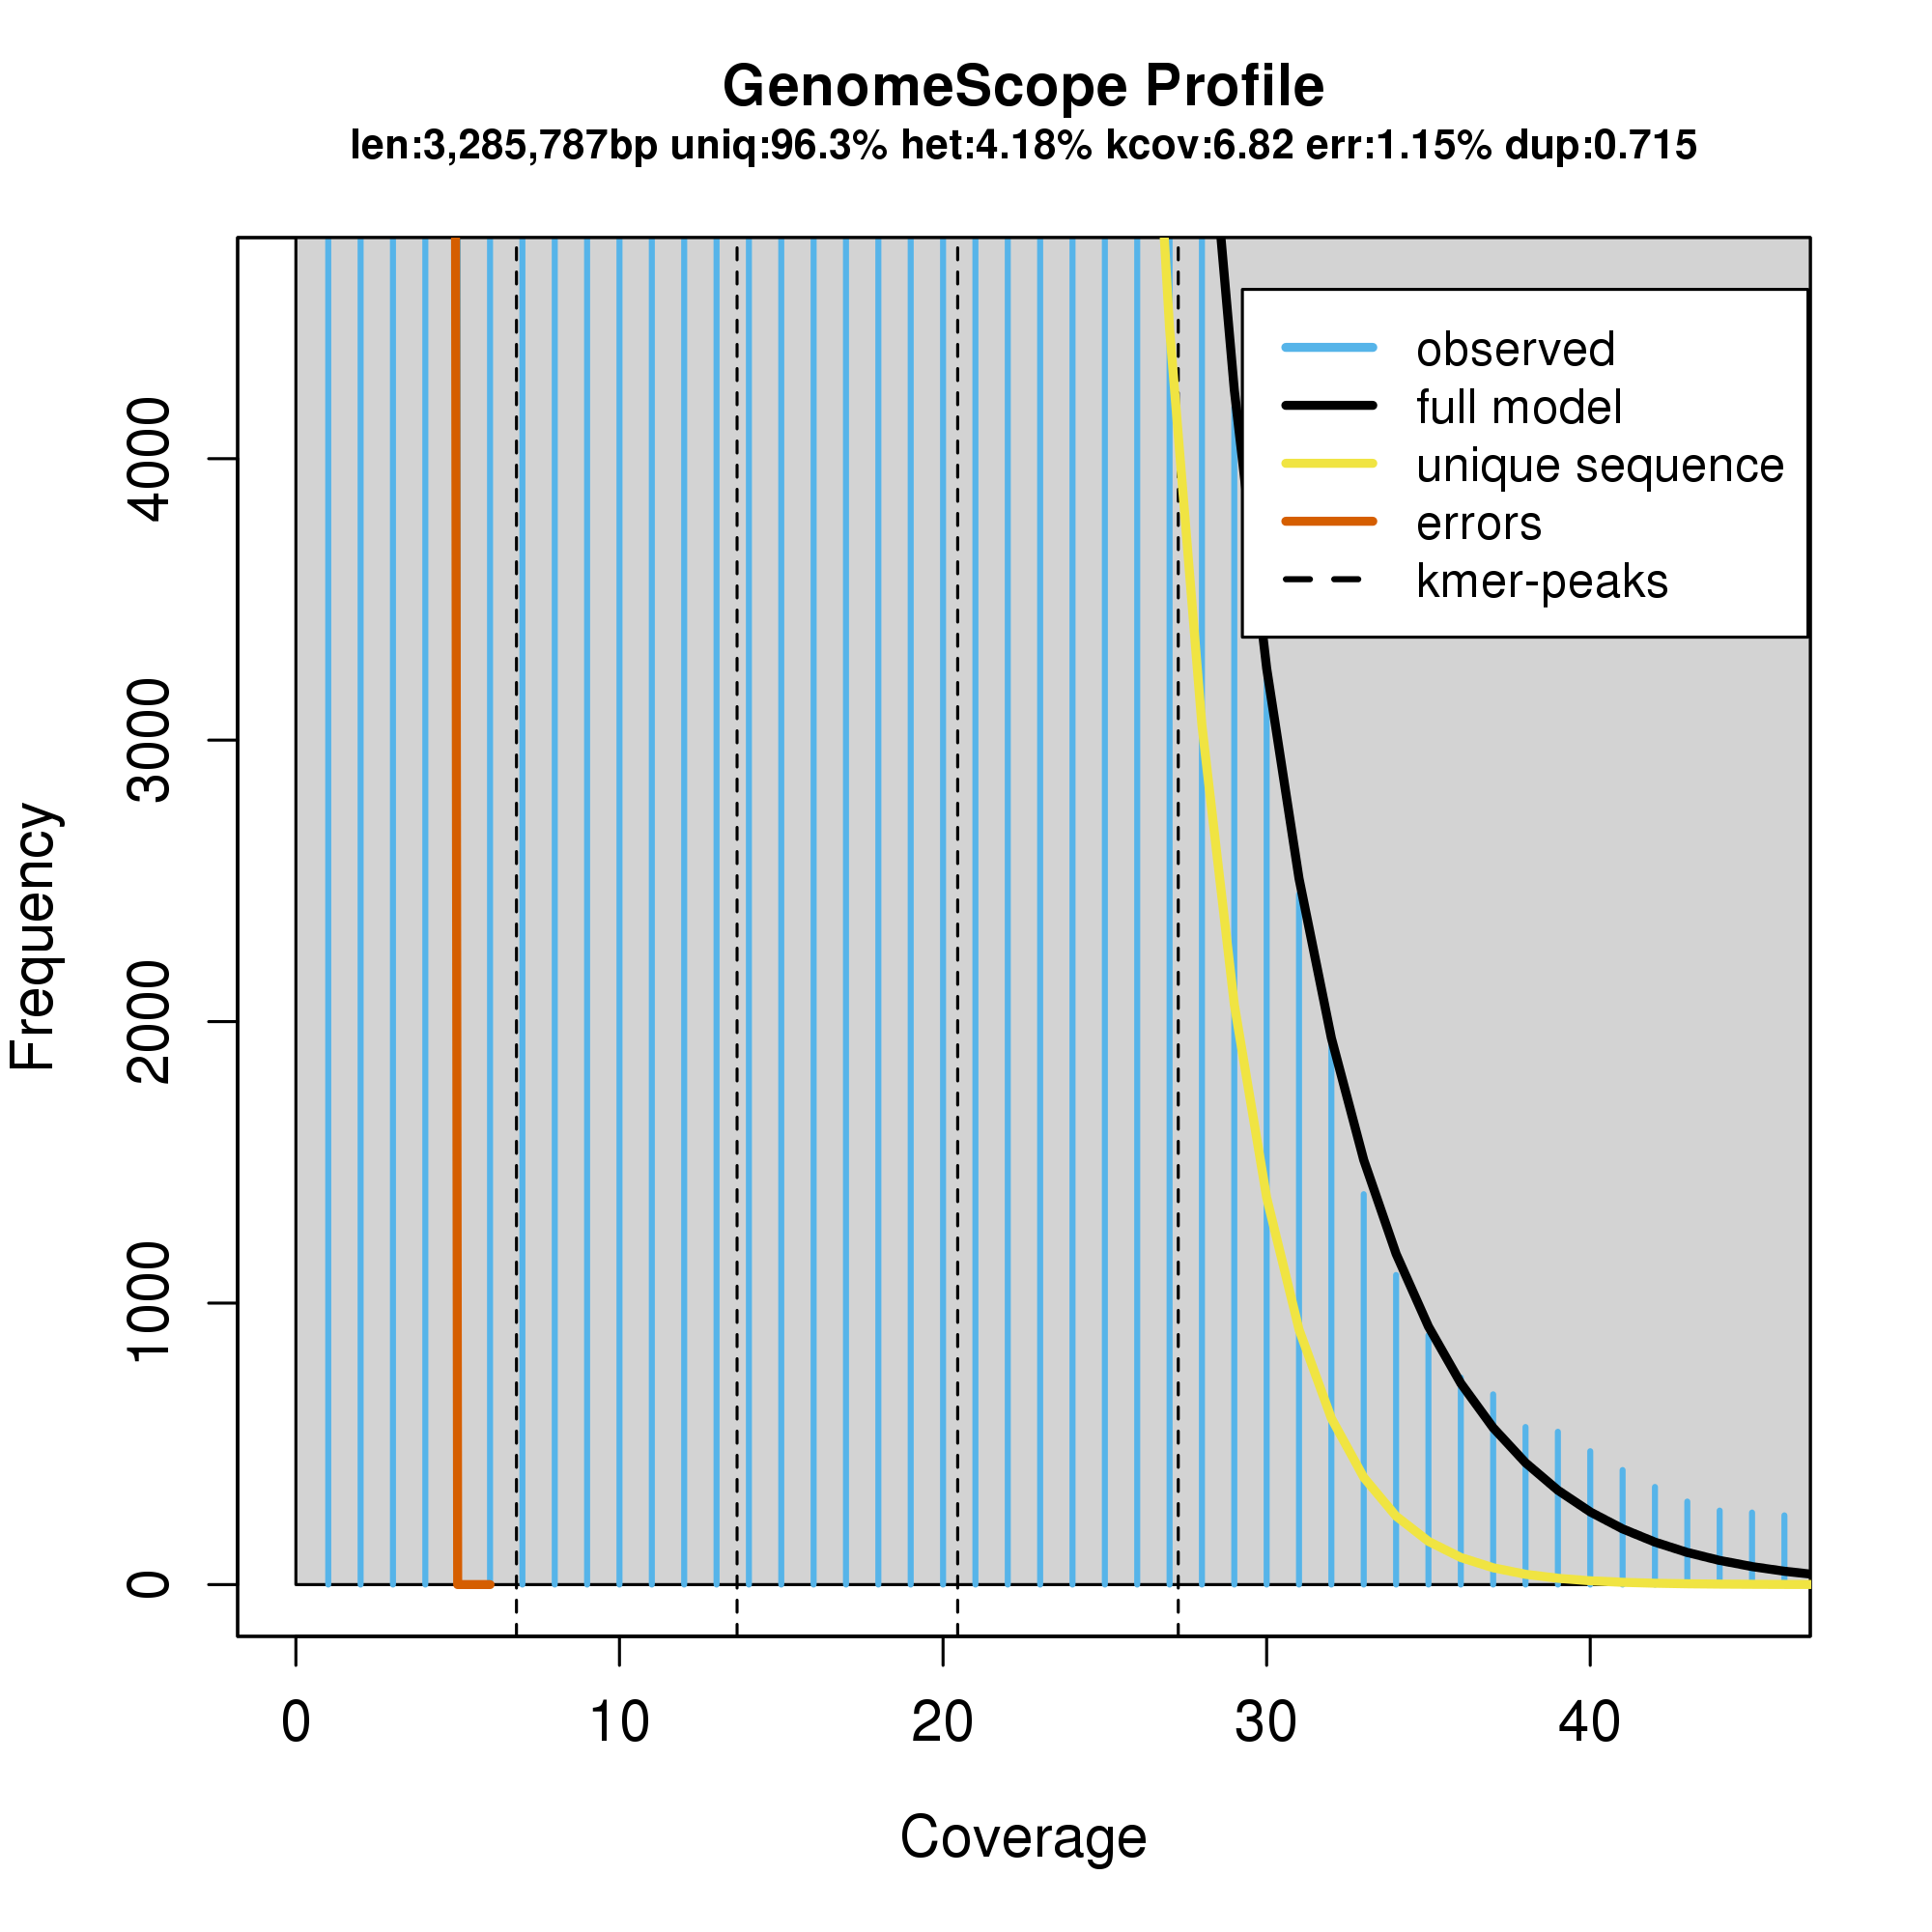 GenomeScope Profile
len:3,285,787bp uniq:96.3% het:4.18% kcov:6.82 err:1.15% dup:0.715
observed
full model
unique sequence
errors
kmer-peaks
Frequency
4000
3000
2000
1000
0
0 10 20 30 40
Coverage